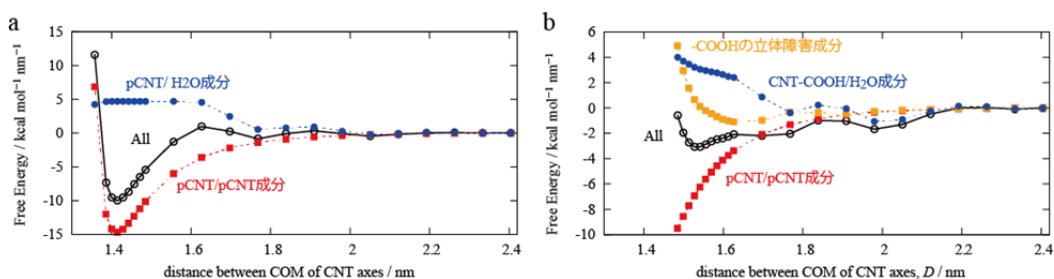 a
Free Energy / kcal mol⁻¹ nm⁻¹
15
10
5
0
-5
-10
-15
pCNT/ H2O成分
All
pCNT/pCNT成分
1.4 1.6 1.8 2 2.2 2.4
distance between COM of CNT axes / nm
b
Free Energy / kcal mol⁻¹ nm⁻¹
6
4
2
0
-2
-4
-6
-8
-10
-COOHの立体障害成分
CNT-COOH/H₂O成分
All
pCNT/pCNT成分
1.4 1.6 1.8 2 2.2 2.4
distance between COM of CNT axes, D / nm